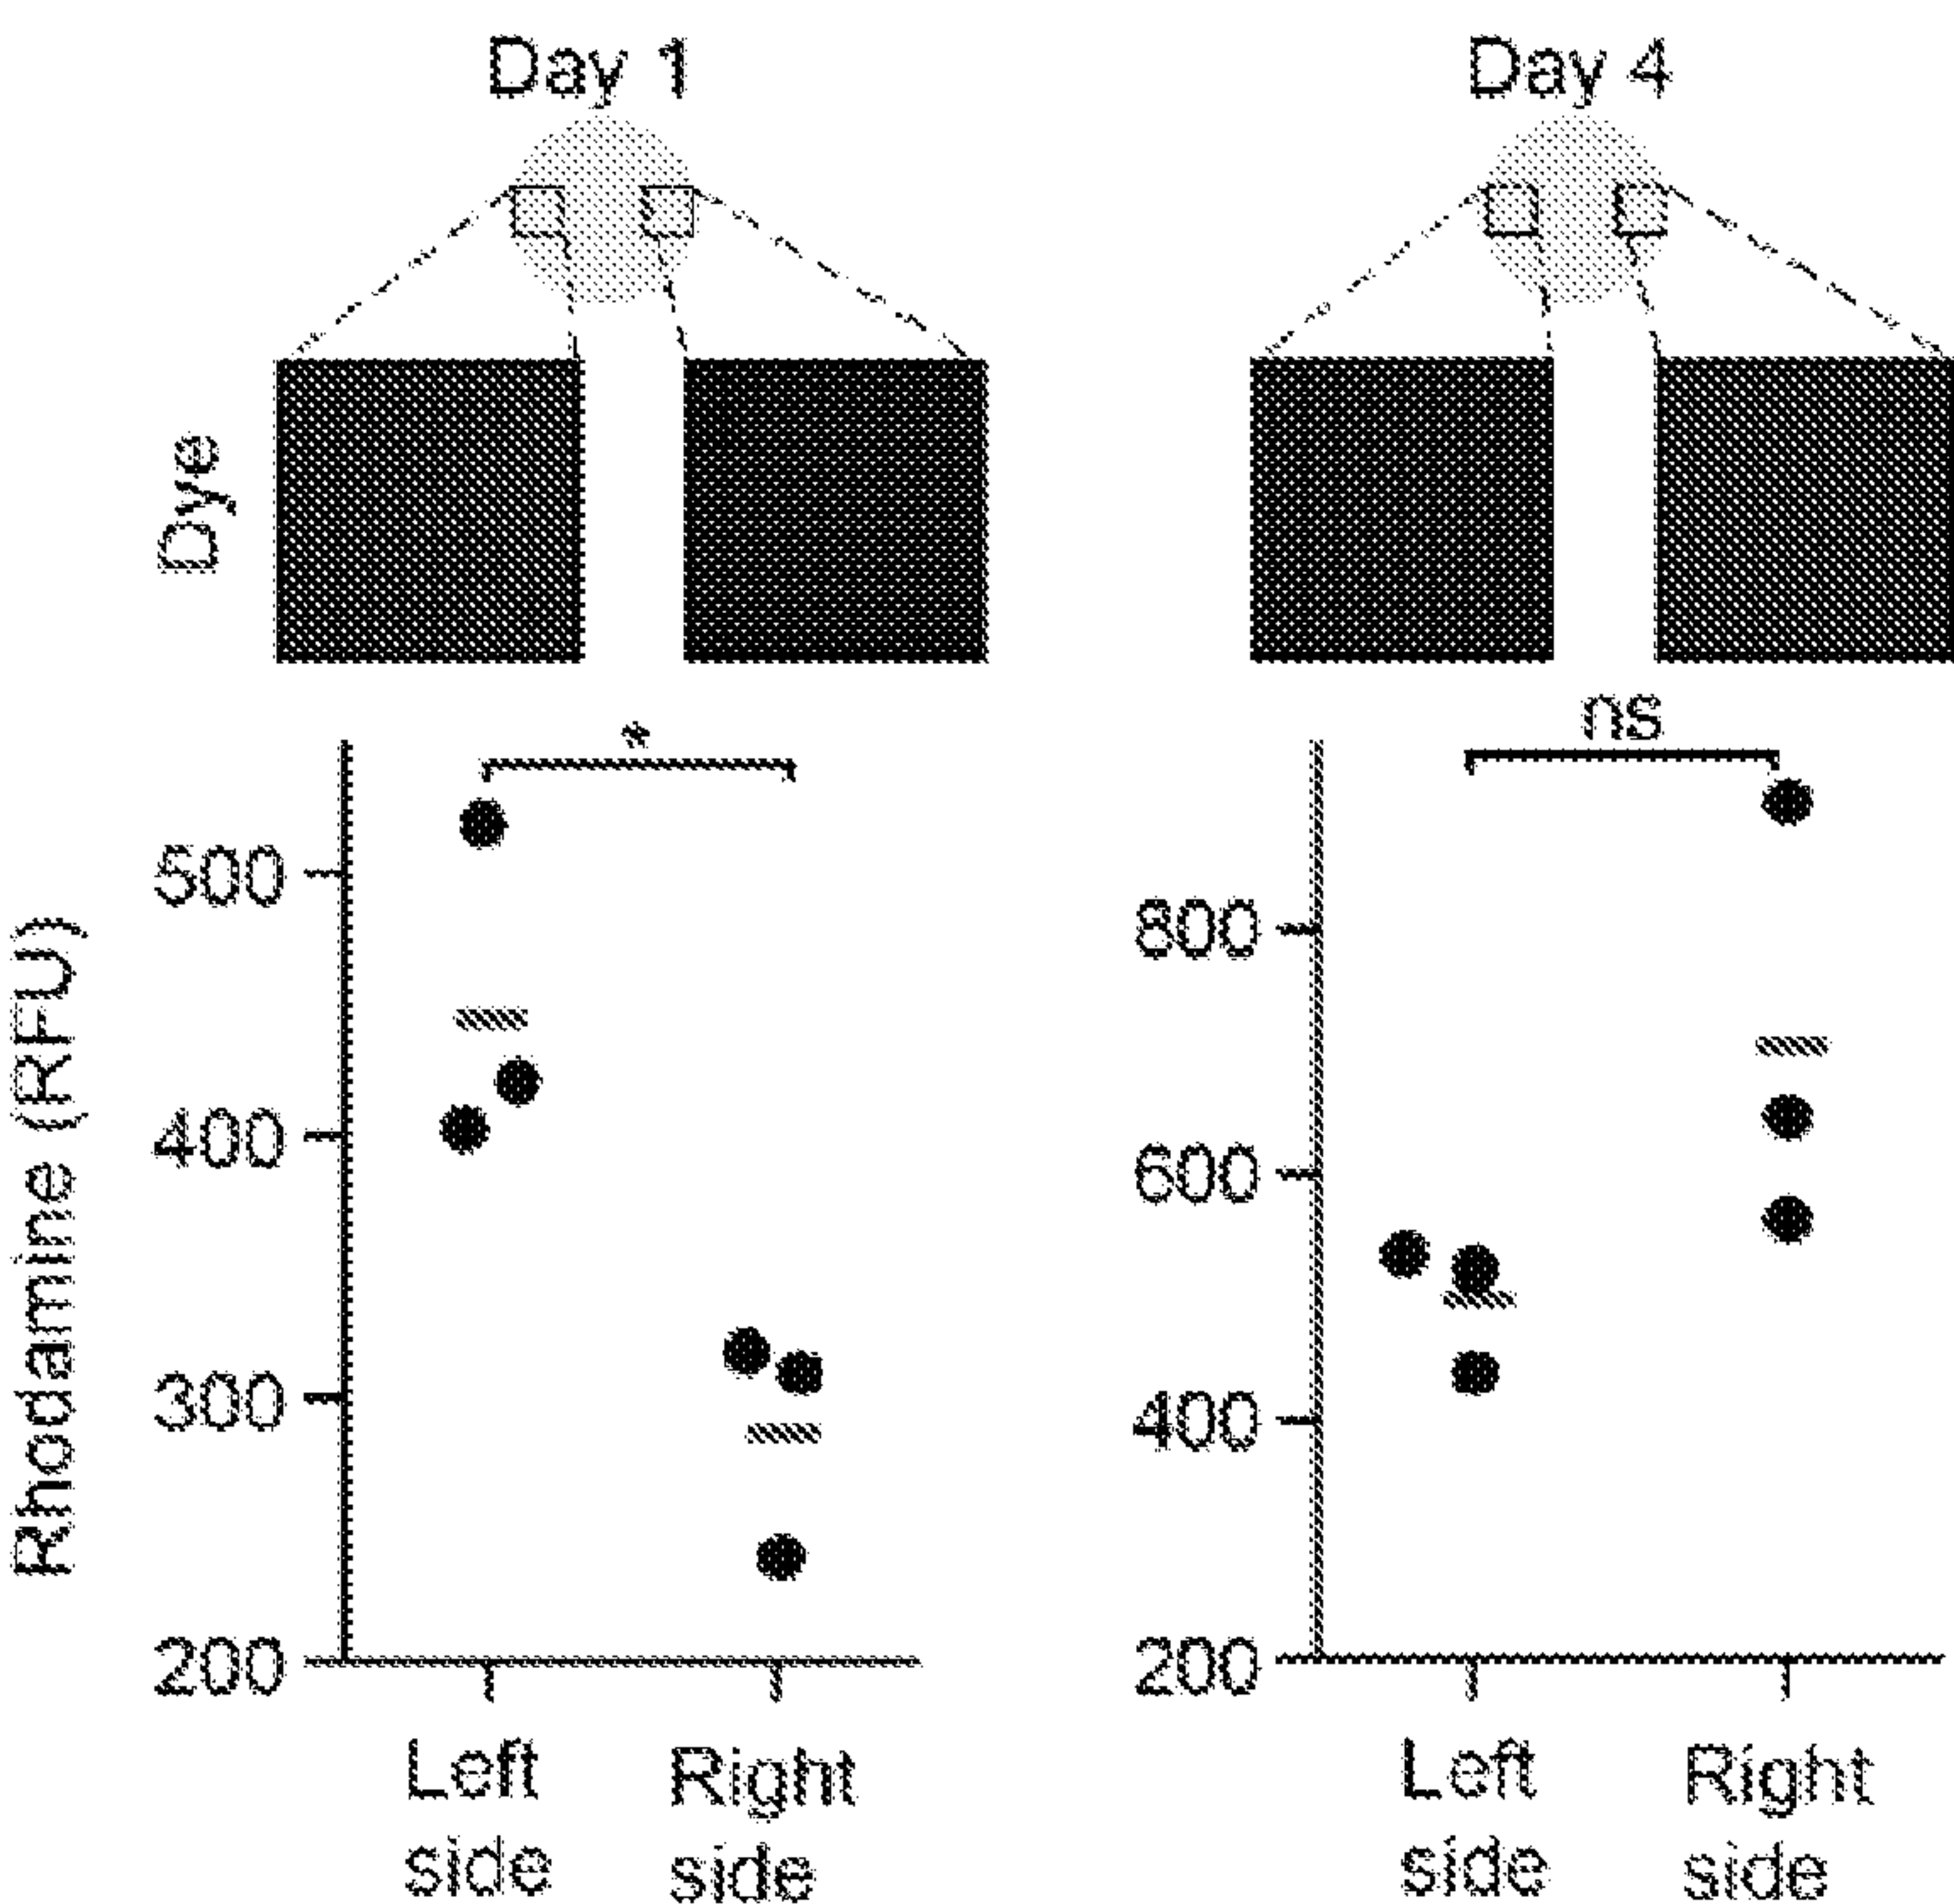 Day 1
Day 4
Dye
*
ns
Rhodamine (RFU)
500
400
300
200
800
600
400
200
Left
side
Right
side
Left
side
Right
side